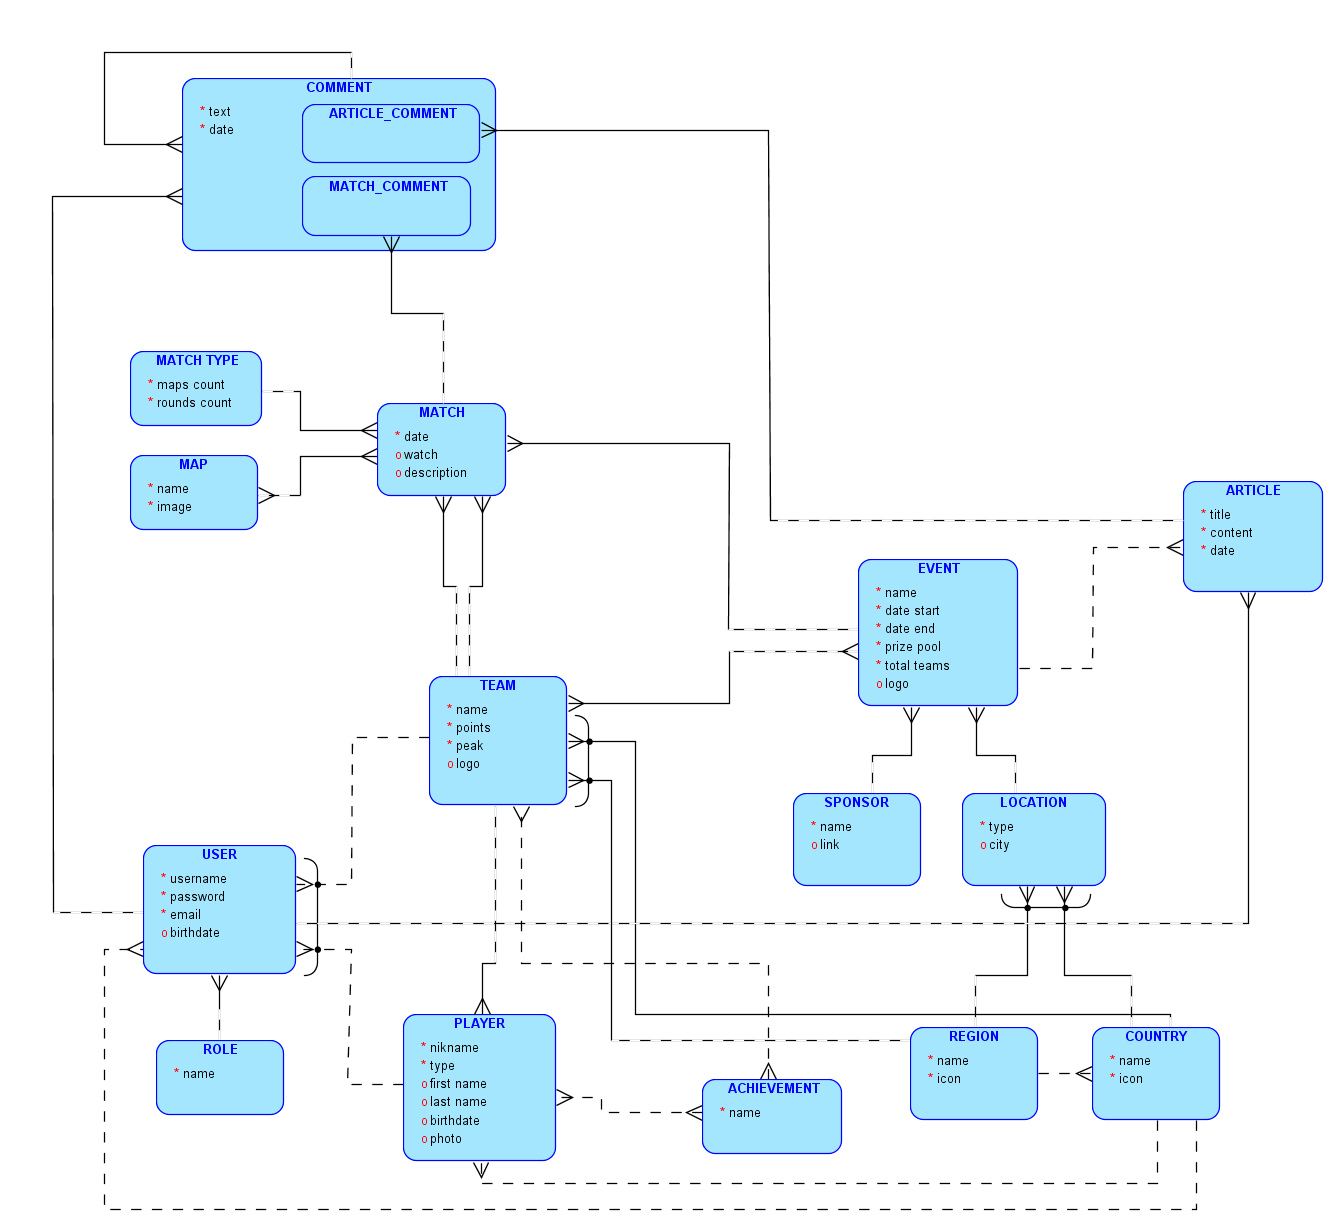 COMMENT
* text
* date
ARTICLE_COMMENT
MATCH_COMMENT
MATCH TYPE
* maps count
* rounds count
MAP
* name
* image
MATCH
* date
o watch
o description
ARTICLE
* title
* content
* date
EVENT
* name
* date start
* date end
* prize pool
* total teams
o logo
TEAM
* name
* points
* peak
o logo
SPONSOR
* name
o link
LOCATION
* type
o city
USER
* username
* password
* email
o birthdate
ROLE
* name
PLAYER
* nikname
* type
o first name
o last name
o birthdate
o photo
ACHIEVEMENT
* name
REGION
* name
* icon
COUNTRY
* name
* icon